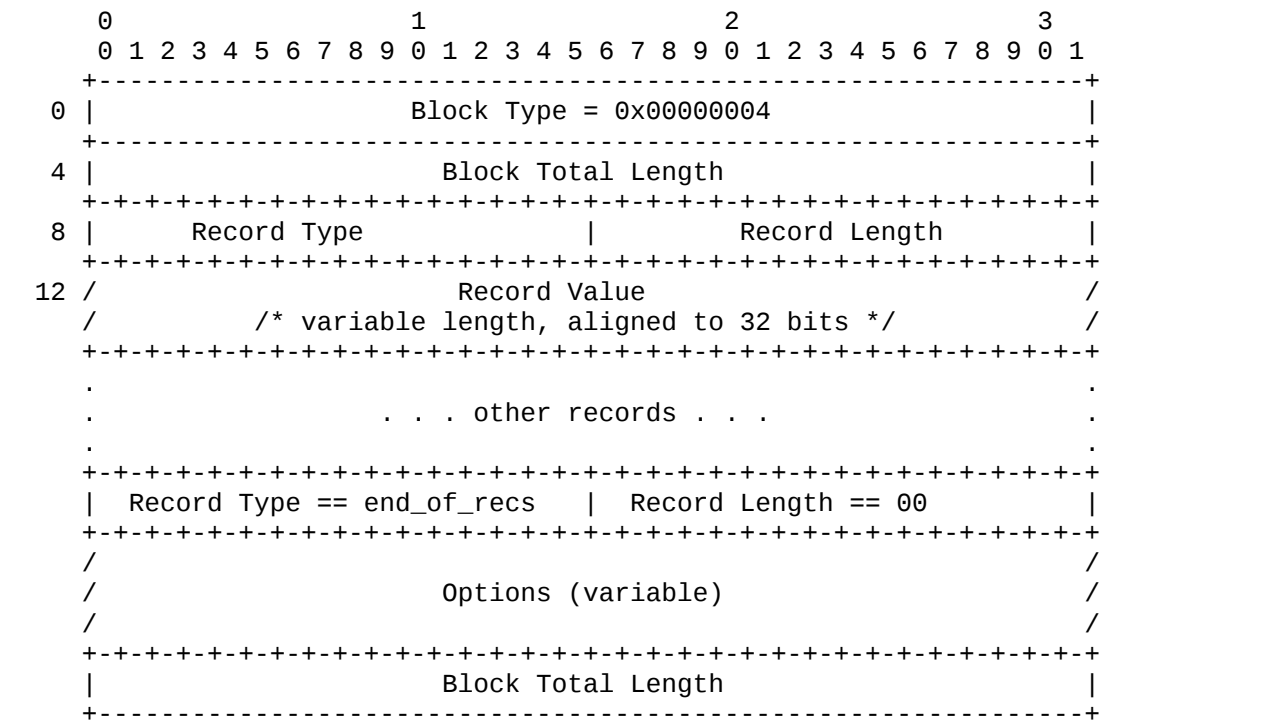 0                   1                   2                   3
    0 1 2 3 4 5 6 7 8 9 0 1 2 3 4 5 6 7 8 9 0 1 2 3 4 5 6 7 8 9 0 1
   +---------------------------------------------------------------+
 0 |                    Block Type = 0x00000004                    |
   +---------------------------------------------------------------+
 4 |                      Block Total Length                       |
   +-+-+-+-+-+-+-+-+-+-+-+-+-+-+-+-+-+-+-+-+-+-+-+-+-+-+-+-+-+-+-+-+
 8 |      Record Type              |         Record Length         |
   +-+-+-+-+-+-+-+-+-+-+-+-+-+-+-+-+-+-+-+-+-+-+-+-+-+-+-+-+-+-+-+-+
12 /                       Record Value                            /
   /          /* variable length, aligned to 32 bits */            /
   +-+-+-+-+-+-+-+-+-+-+-+-+-+-+-+-+-+-+-+-+-+-+-+-+-+-+-+-+-+-+-+-+
   .                                                               .
   .                  . . . other records . . .                    .
   .                                                               .
   +-+-+-+-+-+-+-+-+-+-+-+-+-+-+-+-+-+-+-+-+-+-+-+-+-+-+-+-+-+-+-+-+
   |  Record Type == end_of_recs   |  Record Length == 00          |
   +-+-+-+-+-+-+-+-+-+-+-+-+-+-+-+-+-+-+-+-+-+-+-+-+-+-+-+-+-+-+-+-+
   /                                                               /
   /                      Options (variable)                       /
   /                                                               /
   +-+-+-+-+-+-+-+-+-+-+-+-+-+-+-+-+-+-+-+-+-+-+-+-+-+-+-+-+-+-+-+-+
   |                      Block Total Length                       |
   +---------------------------------------------------------------+